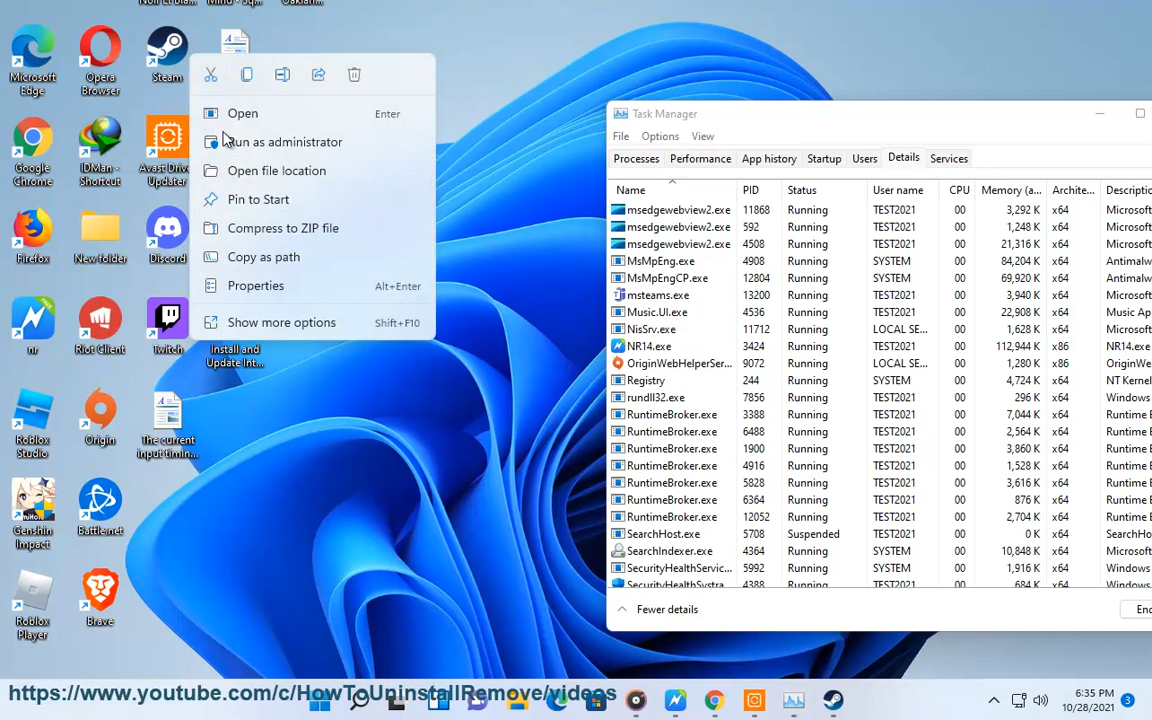 Microsoft
Edge
Opera
Browser
Steam
Google
Chrome
IDMan -
Shortcut
Avast Drive...
Updater
Firefox
New folder
Discord
nr
Riot Client
Twitch
Install and
Update Int...
Roblox
Studio
Origin
The current
input timin...
Genshin
Impact
Battle.net
Roblox
Player
Brave
Open Enter
Run as administrator
Open file location
Pin to Start
Compress to ZIP file
Copy as path
Properties Alt+Enter
Show more options Shift+F10
Task Manager
File Options View
Processes Performance App history Startup Users Details Services
Name PID Status User name CPU Memory (a... Archite... Descriptio
msedgewebview2.exe 11868 Running TEST2021 00 3,292 K x64 Microsoft
msedgewebview2.exe 592 Running TEST2021 00 1,248 K x64 Microsoft
msedgewebview2.exe 4508 Running TEST2021 00 21,316 K x64 Microsoft
MsMpEng.exe 4908 Running SYSTEM 00 84,204 K x64 Antimalw
MsMpEngCP.exe 12804 Running SYSTEM 00 69,920 K x64 Antimalw
msteams.exe 13200 Running TEST2021 00 3,940 K x64 Microsoft
Music.UI.exe 4536 Running TEST2021 00 22,908 K x64 Music.UI.e
NisSrv.exe 11712 Running LOCAL SE... 00 1,628 K x64 Microsoft
NR14.exe 3424 Running TEST2021 00 112,944 K x86 NR14.exe
OriginWebHelperSer... 9072 Running LOCAL SE... 00 1,280 K x86 OriginWeb
Registry 244 Running SYSTEM 00 4,724 K x64 NT Kernel
rundll32.exe 7856 Running TEST2021 00 296 K x64 Windows
RuntimeBroker.exe 3388 Running TEST2021 00 7,044 K x64 Runtime B
RuntimeBroker.exe 6488 Running TEST2021 00 2,564 K x64 Runtime B
RuntimeBroker.exe 1900 Running TEST2021 00 3,860 K x64 Runtime B
RuntimeBroker.exe 4916 Running TEST2021 00 1,528 K x64 Runtime B
RuntimeBroker.exe 5828 Running TEST2021 00 3,616 K x64 Runtime B
RuntimeBroker.exe 6364 Running TEST2021 00 876 K x64 Runtime B
RuntimeBroker.exe 12052 Running TEST2021 00 2,704 K x64 Runtime B
SearchHost.exe 5708 Suspended TEST2021 00 0 K x64 SearchHo
SearchIndexer.exe 4364 Running SYSTEM 00 10,848 K x64 Microsoft
SecurityHealthServic... 5992 Running SYSTEM 00 1,916 K x64 Windows
SecurityHealthSystra... 4388 Running TEST2021 00 684 K x64 Windows
Fewer details Enc
https://www.youtube.com/c/HowToUninstallRemove/videos
6:35 PM
10/28/2021
3